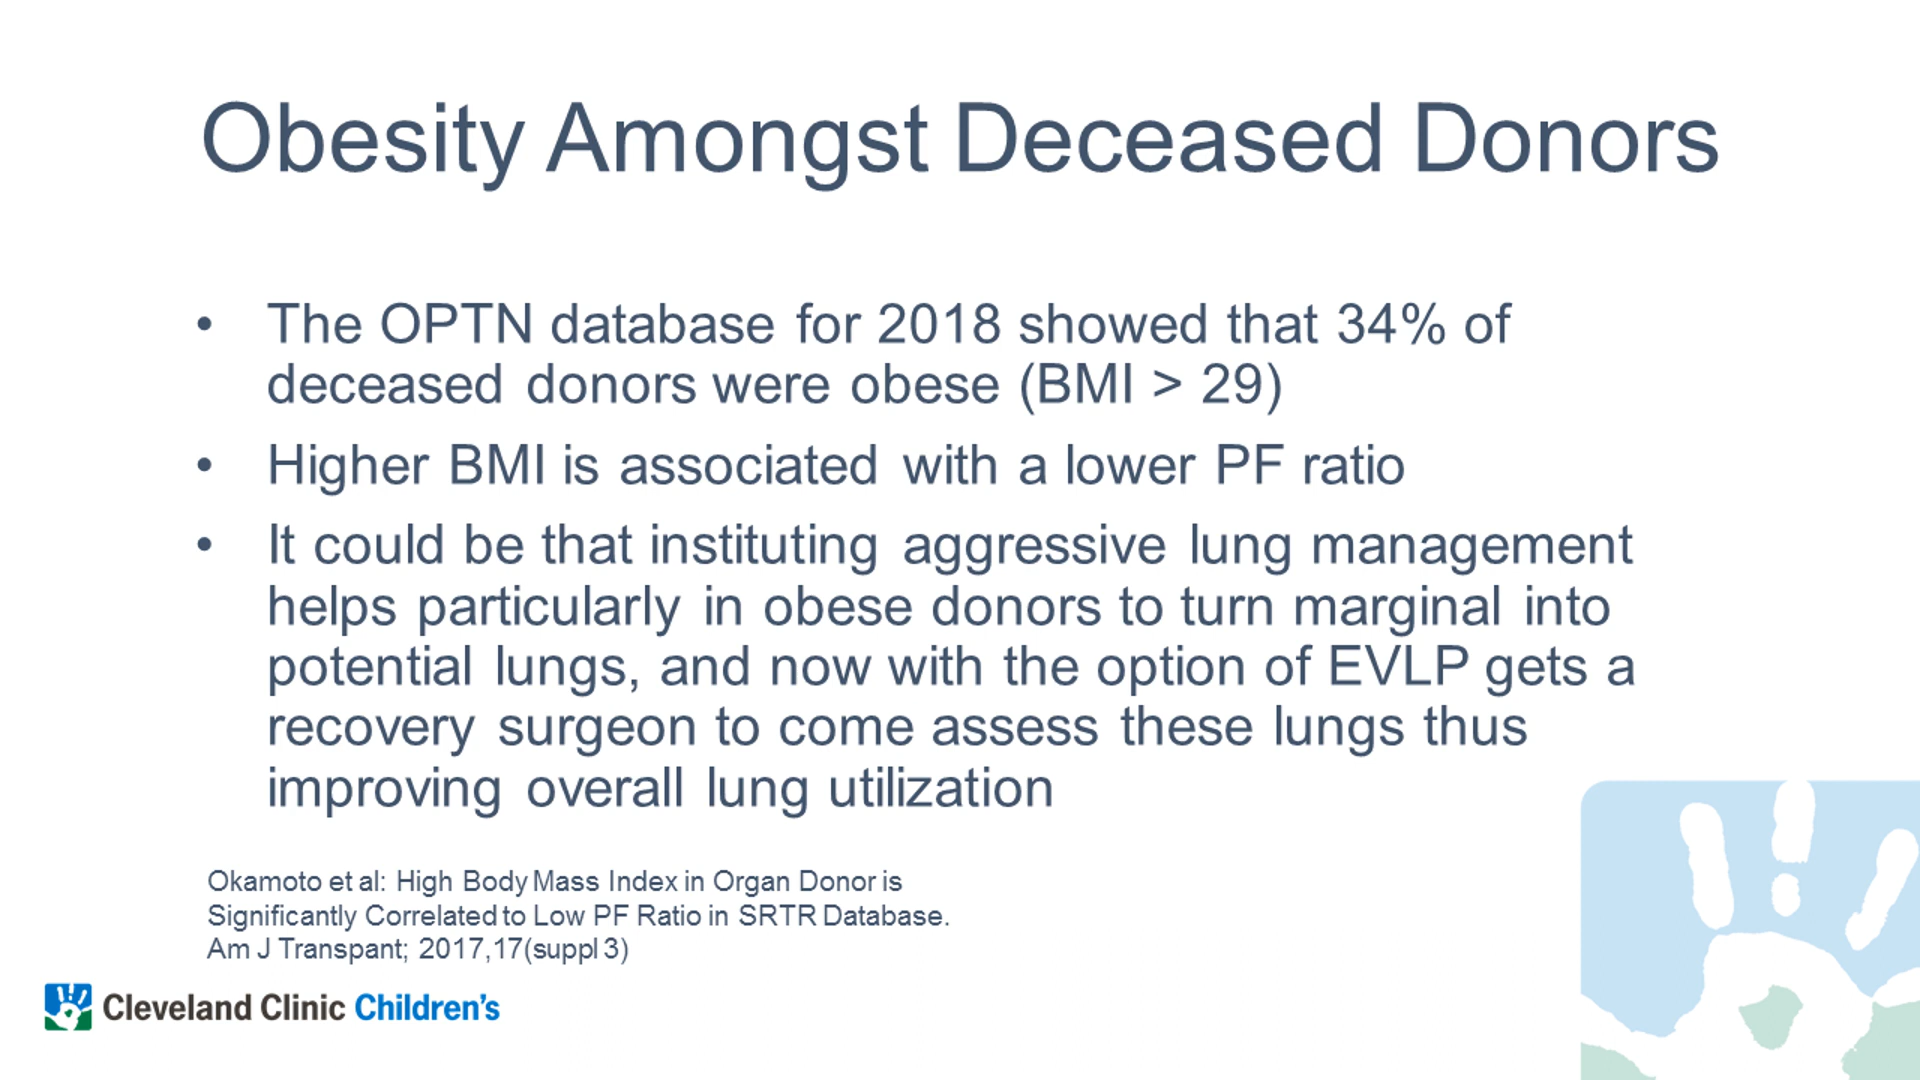 Obesity Amongst Deceased Donors
• The OPTN database for 2018 showed that 34% of
deceased donors were obese (BMI > 29)
• Higher BMI is associated with a lower PF ratio
• It could be that instituting aggressive lung management
helps particularly in obese donors to turn marginal into
potential lungs, and now with the option of EVLP gets a
recovery surgeon to come assess these lungs thus
improving overall lung utilization
Okamoto et al: High Body Mass Index in Organ Donor is
Significantly Correlated to Low PF Ratio in SRTR Database.
Am J Transpant; 2017,17(suppl 3)
Cleveland Clinic Children's